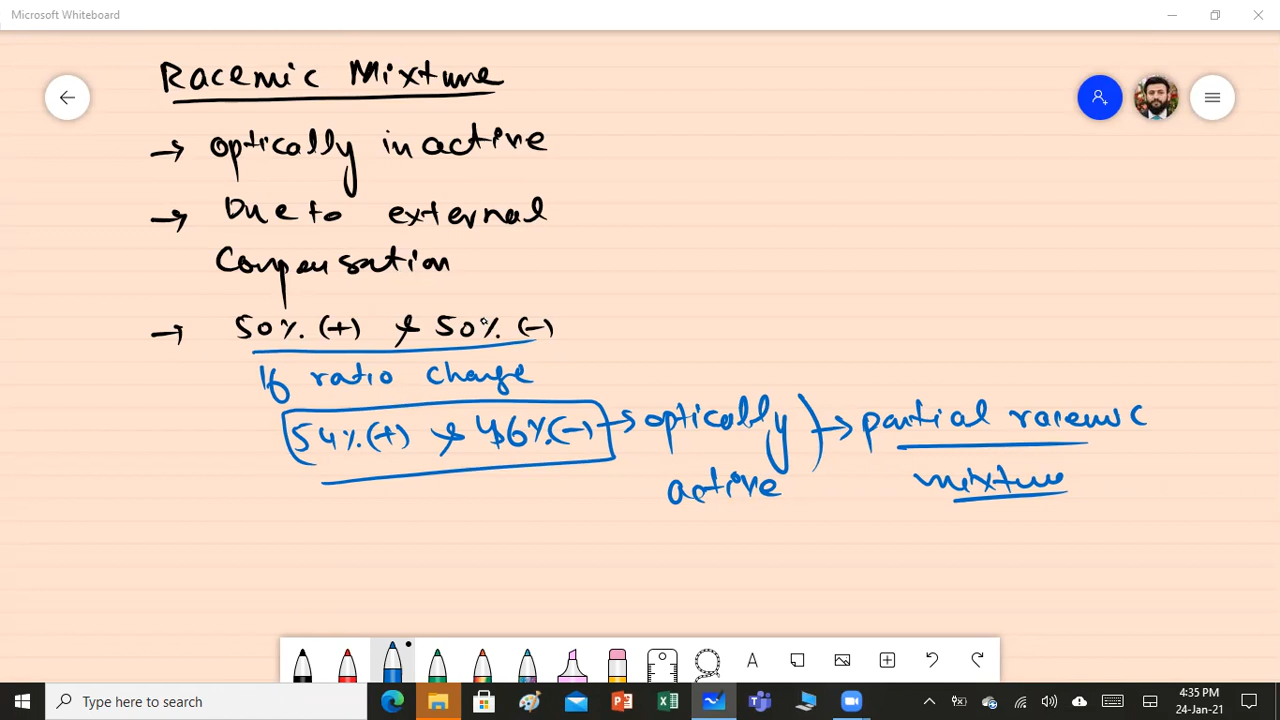 Microsoft Whiteboard
Racemic Mixture
→ optically inactive
→ Due to external
Compensation
→ 50% (+) & 50% (-)
If ratio change
54% (+) & 46% (-) → optically active) → partial racemic mixture
A
Type here to search
4:35 PM
24-Jan-21